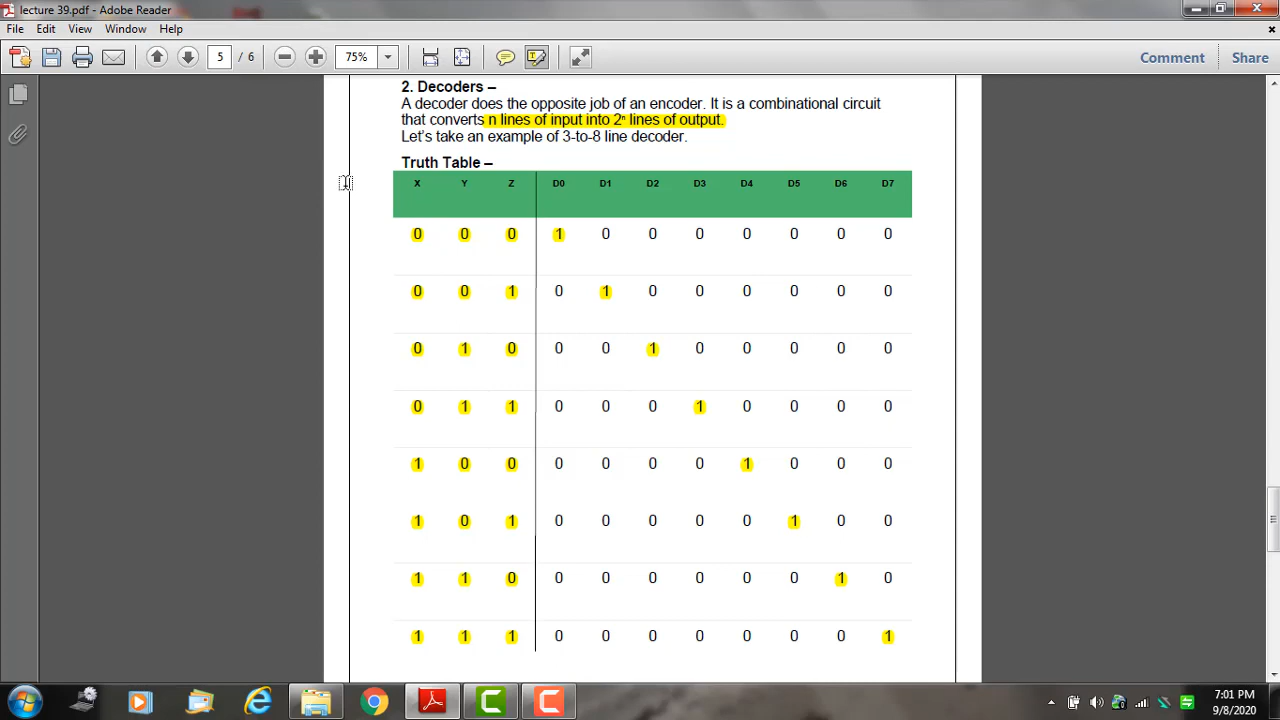 lecture 39.pdf - Adobe Reader
File Edit View Window Help
5 / 6 75% Comment Share
2. Decoders –
A decoder does the opposite job of an encoder. It is a combinational circuit
that converts n lines of input into 2ⁿ lines of output.
Let's take an example of 3-to-8 line decoder.
Truth Table –
X Y Z D0 D1 D2 D3 D4 D5 D6 D7
0 0 0 1 0 0 0 0 0 0 0
0 0 1 0 1 0 0 0 0 0 0
0 1 0 0 0 1 0 0 0 0 0
0 1 1 0 0 0 1 0 0 0 0
1 0 0 0 0 0 0 1 0 0 0
1 0 1 0 0 0 0 0 1 0 0
1 1 0 0 0 0 0 0 0 1 0
1 1 1 0 0 0 0 0 0 0 1
7:01 PM
9/8/2020